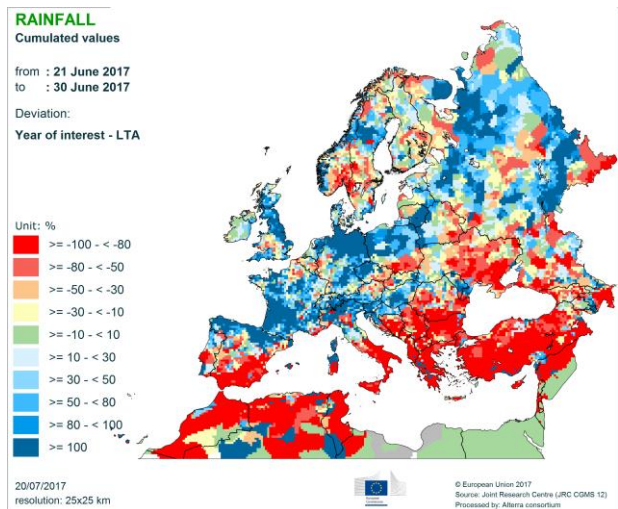 RAINFALL
Cumulated values
from : 21 June 2017
to : 30 June 2017
Deviation:
Year of interest - LTA
Unit: %
>= -100 - < -80
>= -80 - < -50
>= -50 - < -30
>= -30 - < -10
>= -10 - < 10
>= 10 - < 30
>= 30 - < 50
>= 50 - < 80
>= 80 - < 100
>= 100
20/07/2017
resolution: 25x25 km
© European Union 2017
Source: Joint Research Centre (JRC CGMS 12)
Processed by: Alterra consortium